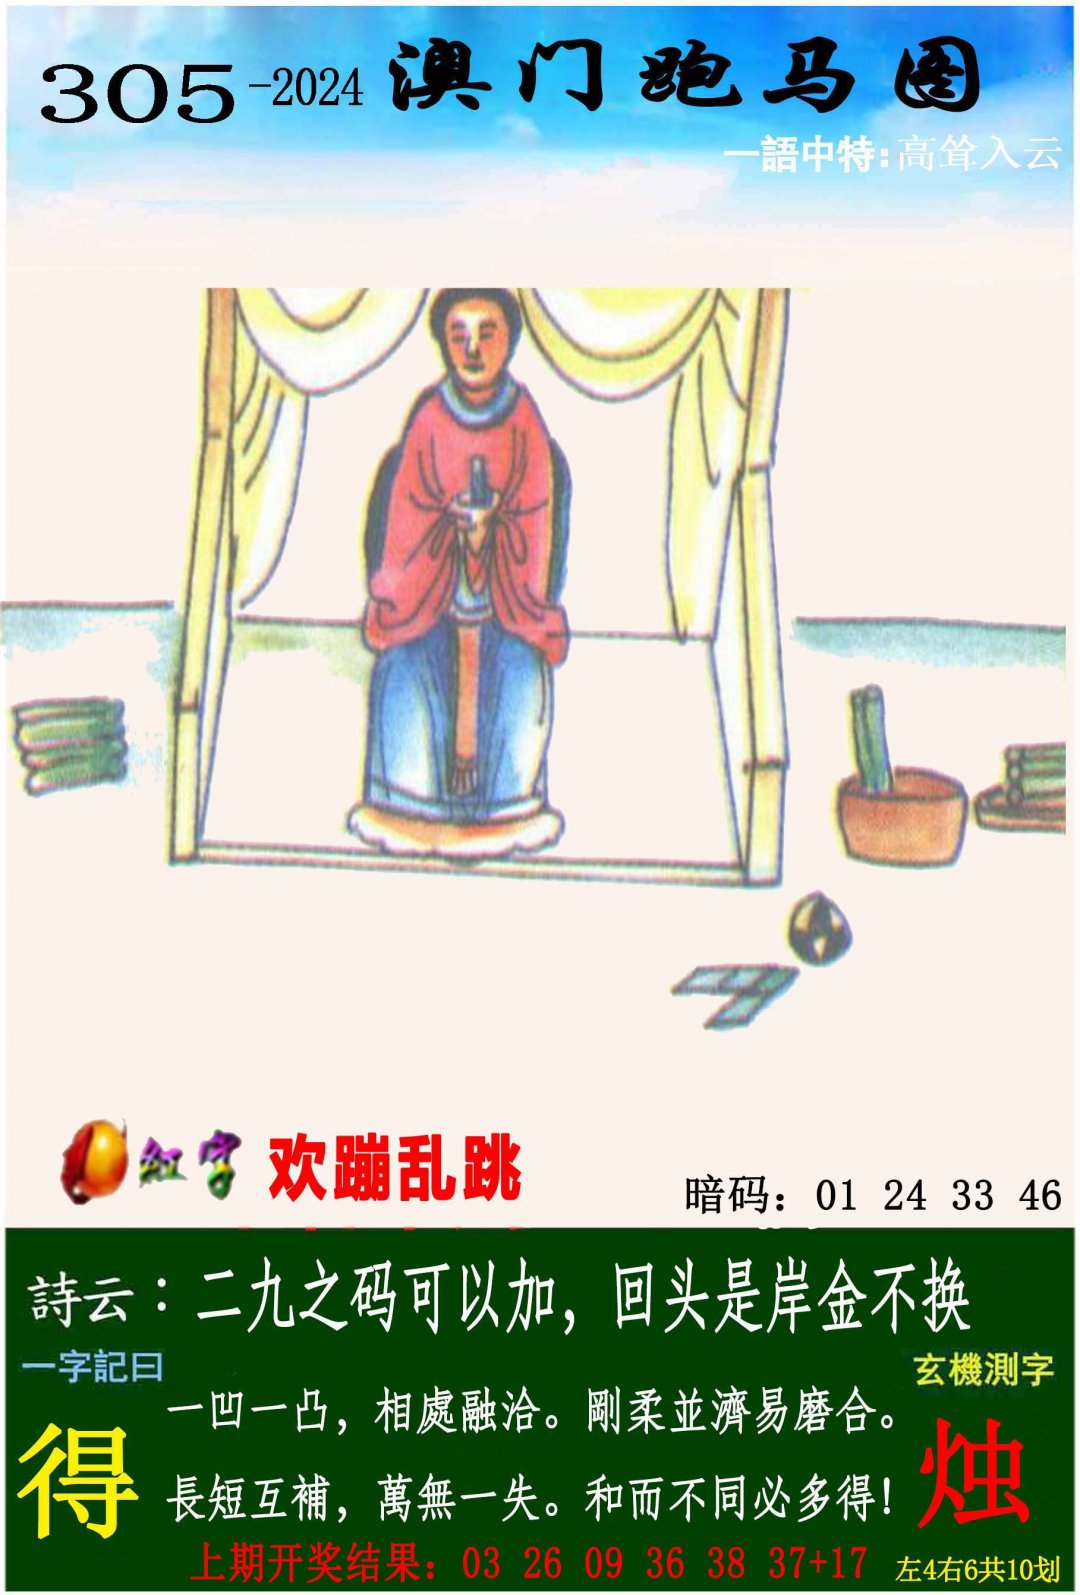 305-2024 澳门跑马图
一語中特:高耸入云
红字 欢蹦乱跳
暗码：01 24 33 46
詩云：二九之码可以加，回头是岸金不换
一字記曰
玄機測字
得
一凹一凸，相處融洽。剛柔並濟易磨合。
長短互補，萬無一失。和而不同必多得!
烛
上期开奖结果：03 26 09 36 38 37+17
左4右6共10划